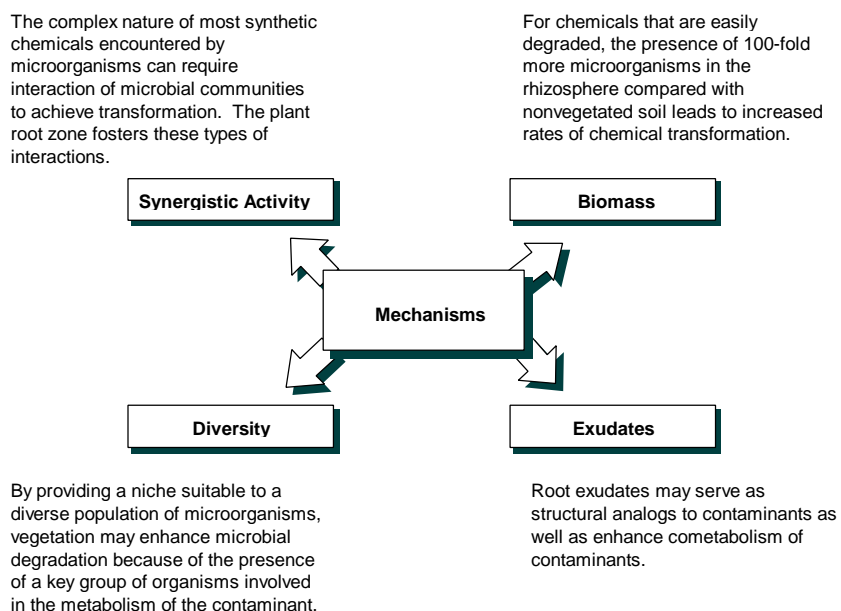 The complex nature of most synthetic
chemicals encountered by
microorganisms can require
interaction of microbial communities
to achieve transformation.  The plant
root zone fosters these types of
interactions.
For chemicals that are easily
degraded, the presence of 100-fold
more microorganisms in the
rhizosphere compared with
nonvegetated soil leads to increased
rates of chemical transformation.
Synergistic Activity
Biomass
Mechanisms
Diversity
Exudates
By providing a niche suitable to a
diverse population of microorganisms,
vegetation may enhance microbial
degradation because of the presence
of a key group of organisms involved
in the metabolism of the contaminant.
Root exudates may serve as
structural analogs to contaminants as
well as enhance cometabolism of
contaminants.